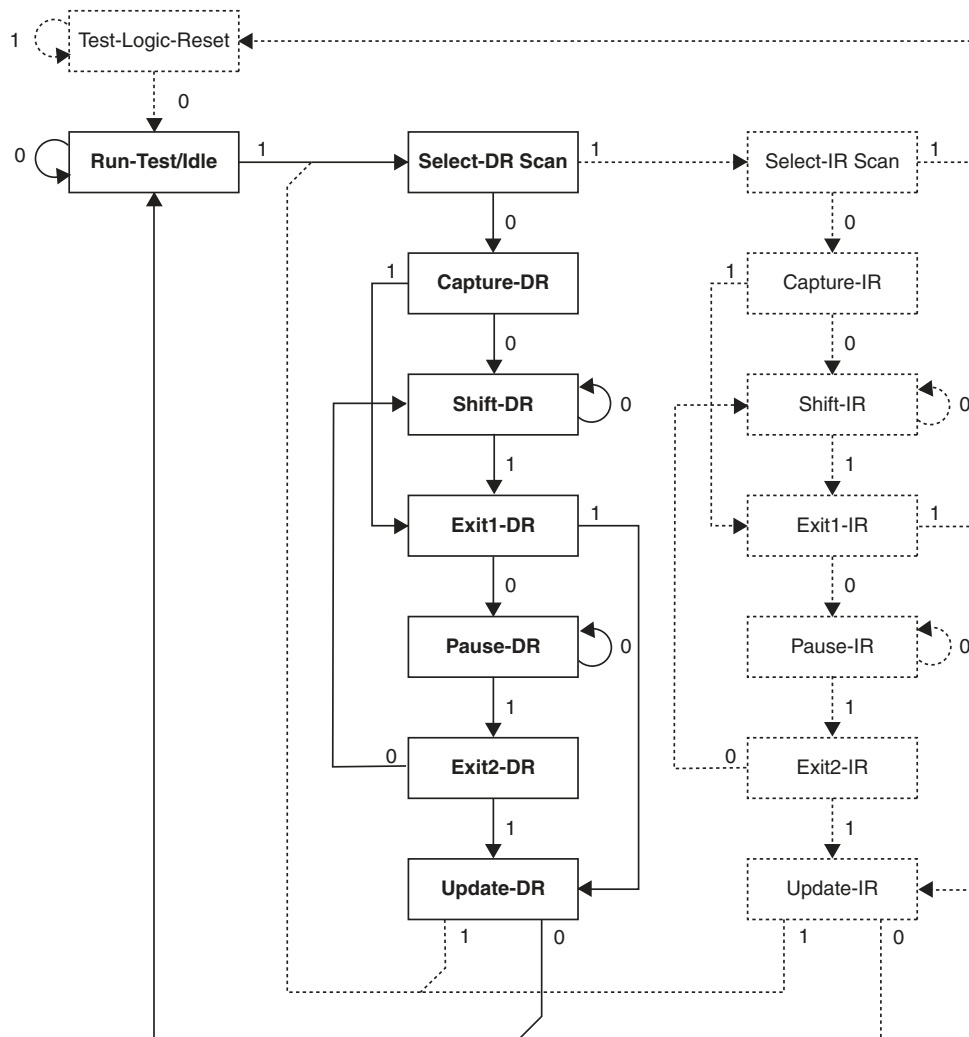 Test-Logic-Reset
1
0
0
Run-Test/Idle
1
Select-DR Scan
1
Select-IR Scan
1
0
0
1
Capture-DR
1
Capture-IR
0
0
Shift-DR
0
Shift-IR
0
1
1
Exit1-DR
1
Exit1-IR
1
0
0
Pause-DR
0
Pause-IR
0
1
1
0
Exit2-DR
0
Exit2-IR
1
1
Update-DR
Update-IR
1
0
1
0